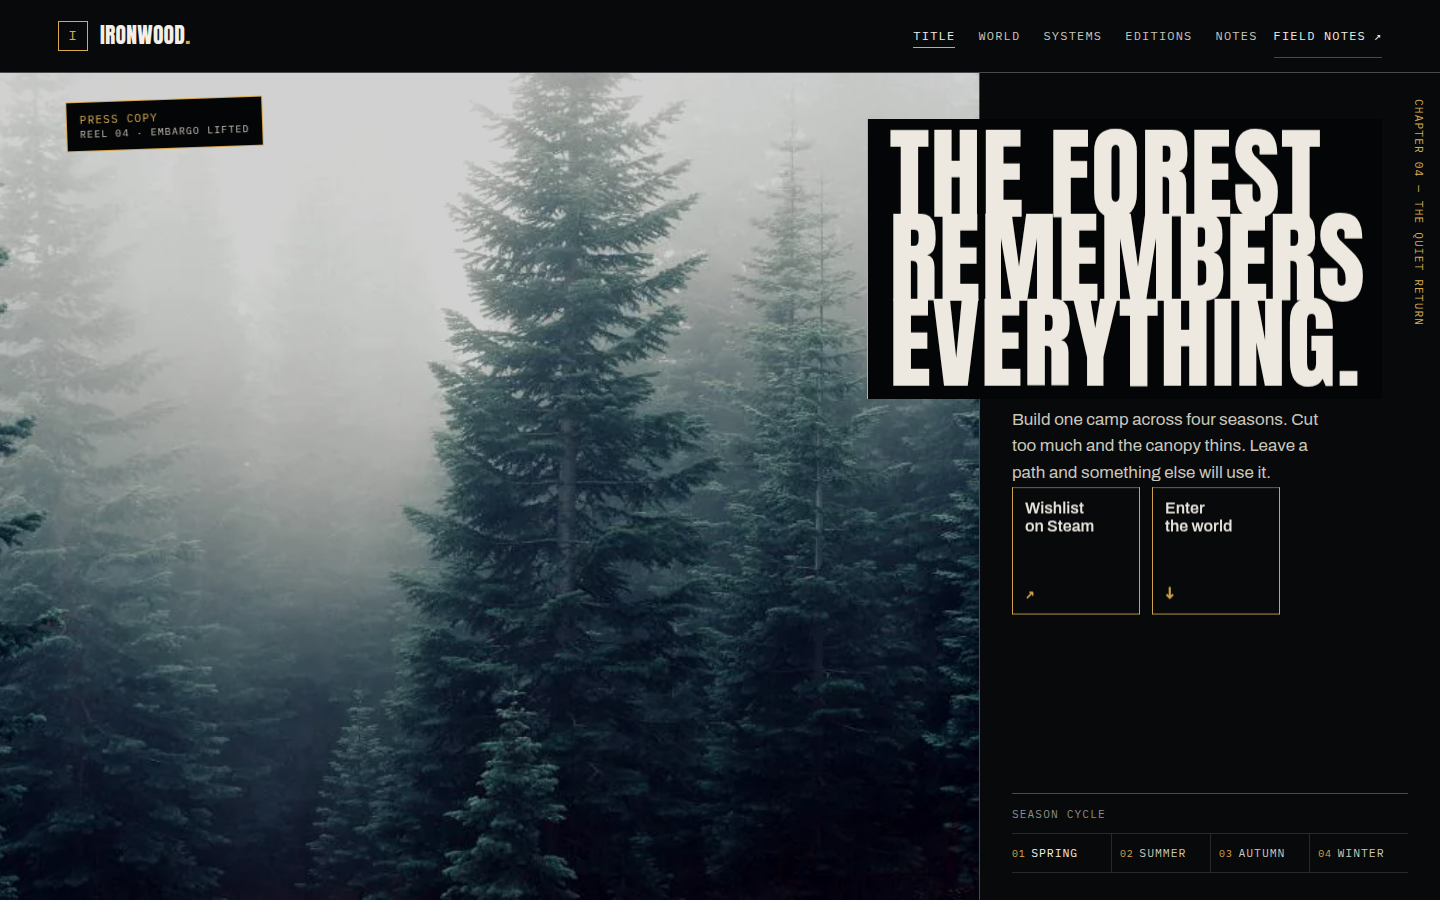 I
IRONWOOD.
TITLE
WORLD
SYSTEMS
EDITIONS
NOTES
FIELD NOTES ↗
PRESS COPY
REEL 04 · EMBARGO LIFTED
THE FOREST
REMEMBERS
EVERYTHING.
CHAPTER 04 — THE QUIET RETURN
Build one camp across four seasons. Cut
too much and the canopy thins. Leave a
path and something else will use it.
Wishlist
on Steam
↗
Enter
the world
↓
SEASON CYCLE
01 SPRING
02 SUMMER
03 AUTUMN
04 WINTER